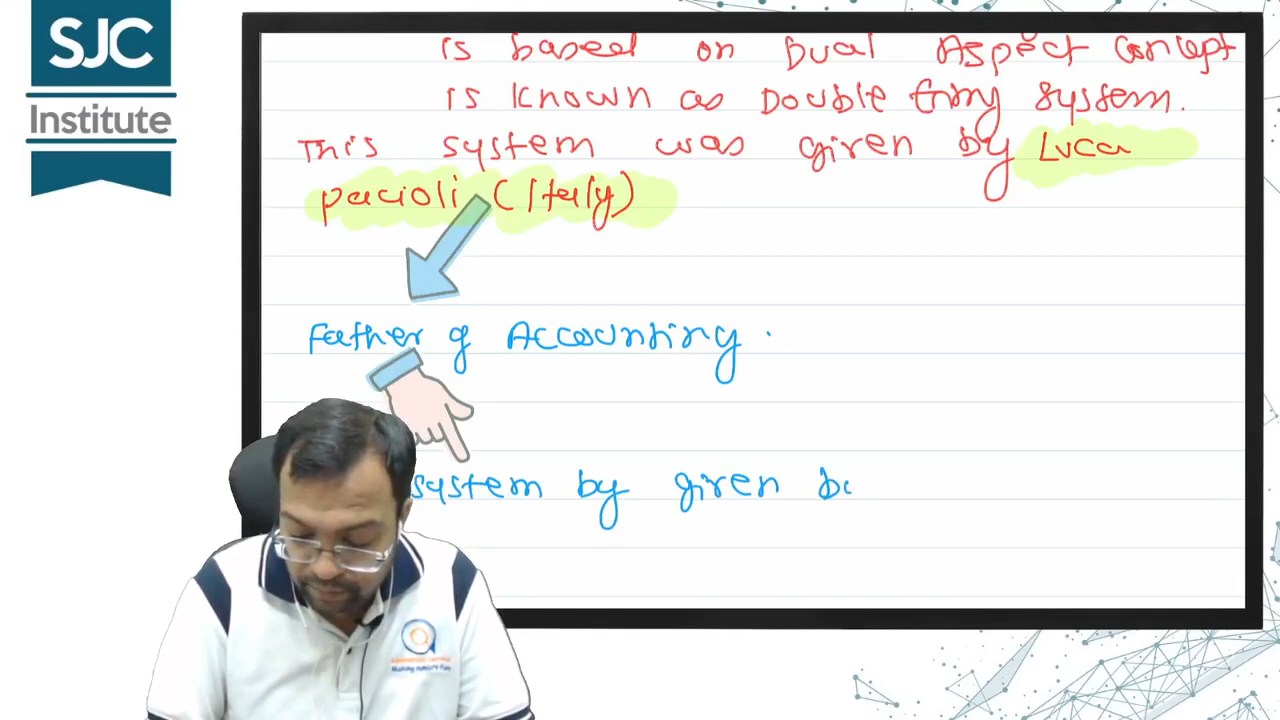 SJC
Institute
is based on Dual Aspect Concept
is known as Double Entry system.
This system was given by Luca
pacioli (Italy)
Father of Accounting.
system by given